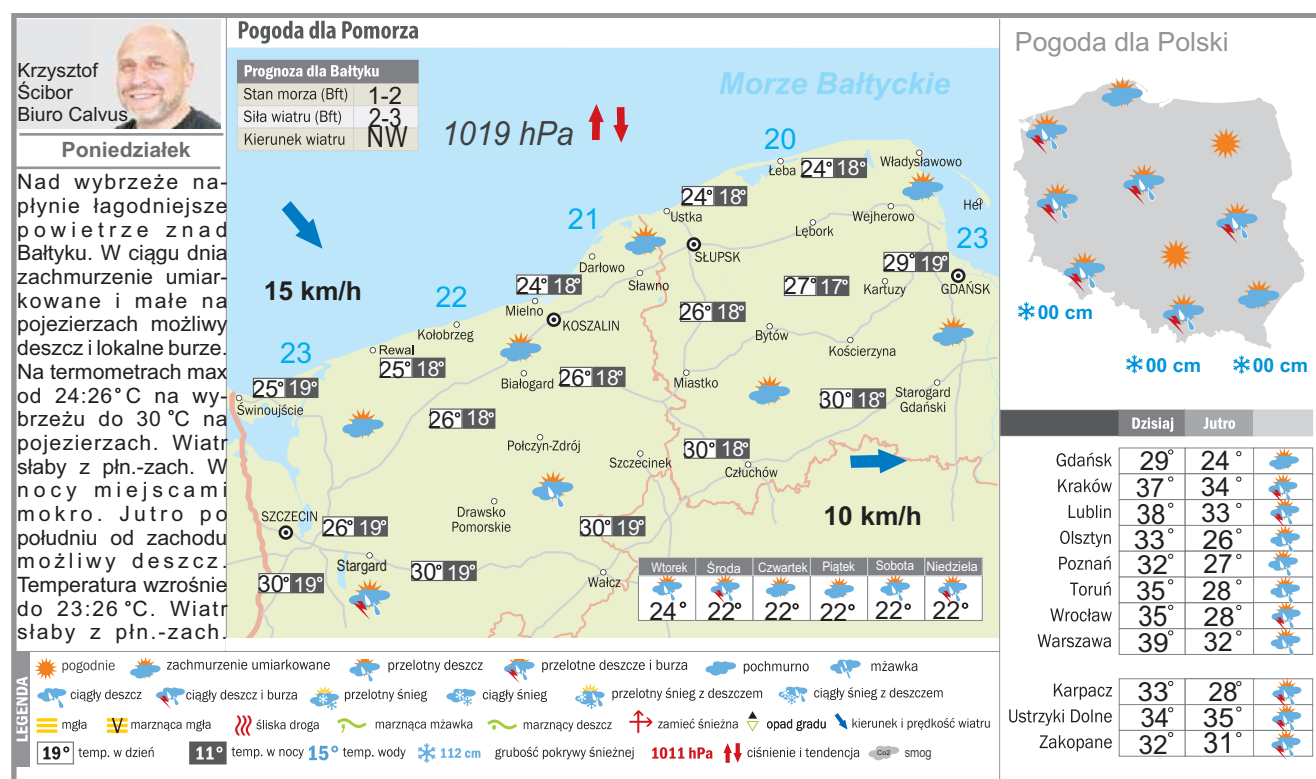 Krzysztof
Ścibor
Biuro Calvus
Poniedziałek
Nad wybrzeże na-
płynie łagodniejsze
powietrze znad
Bałtyku. W ciągu dnia
zachmurzenie umiar-
kowane i małe na
pojezierzach możliwy
deszcz i lokalne burze.
Na termometrach max
od 24:26°C na wy-
brzeżu do 30 °C na
pojezierzach. Wiatr
słaby z płn.-zach. W
nocy miejscami
mokro. Jutro po
południu od zachodu
możliwy deszcz.
Temperatura wzrośnie
do 23:26 °C. Wiatr
słaby z płn.-zach.
Pogoda dla Pomorza
Prognoza dla Bałtyku
Stan morza (Bft) 1-2
Siła wiatru (Bft) 2-3
Kierunek wiatru NW
1019 hPa
Morze Bałtyckie
20
Łeba 24° 18°
Władysławowo
24° 18°
Ustka
Wejherowo
Hel
21
Lębork
23
SŁUPSK
Darłowo
29° 19°
15 km/h
24° 18°
Sławno
27° 17°
Kartuzy
GDAŃSK
22
Mielno
KOSZALIN
26° 18°
Kołobrzeg
Bytów
Kościerzyna
23
Rewal
25° 18°
Białogard
26° 18°
Miastko
25° 19°
Świnoujście
30° 18°
Starogard
Gdański
26° 18°
Połczyn-Zdrój
Szczecinek
30° 18°
Człuchów
10 km/h
SZCZECIN
26° 19°
Drawsko
Pomorskie
30° 19°
Stargard
30° 19°
30° 19°
Wałcz
Wtorek Środa Czwartek Piątek Sobota Niedziela
24° 22° 22° 22° 22° 22°
Pogoda dla Polski
00 cm
00 cm 00 cm
Dzisiaj Jutro
Gdańsk 29° 24°
Kraków 37° 34°
Lublin 38° 33°
Olsztyn 33° 26°
Poznań 32° 27°
Toruń 35° 28°
Wrocław 35° 28°
Warszawa 39° 32°
Karpacz 33° 28°
Ustrzyki Dolne 34° 35°
Zakopane 32° 31°
LEGENDA
pogodnie zachmurzenie umiarkowane przelotny deszcz przelotne deszcze i burza pochmurno mżawka
ciągły deszcz ciągły deszcz i burza przelotny śnieg ciągły śnieg przelotny śnieg z deszczem ciągły śnieg z deszczem
mgła marznąca mgła śliska droga marznąca mżawka marznący deszcz zamieć śnieżna opad gradu kierunek i prędkość wiatru
19° temp. w dzień 11° temp. w nocy 15° temp. wody 112 cm grubość pokrywy śnieżnej 1011 hPa ciśnienie i tendencja Co2 smog